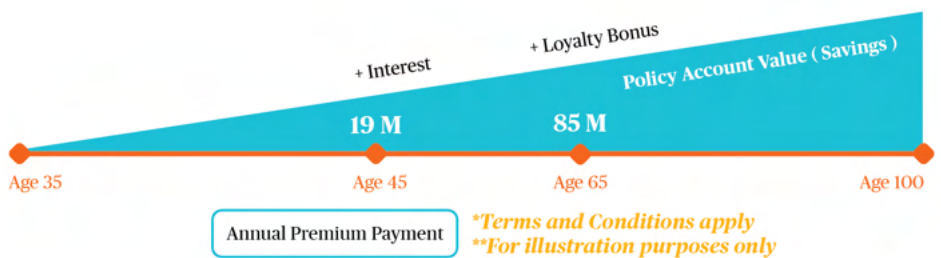 + Loyalty Bonus
+ Interest
Policy Account Value ( Savings )
19 M
85 M
Age 35
Age 45
Age 65
Age 100
Annual Premium Payment
*Terms and Conditions apply
**For illustration purposes only